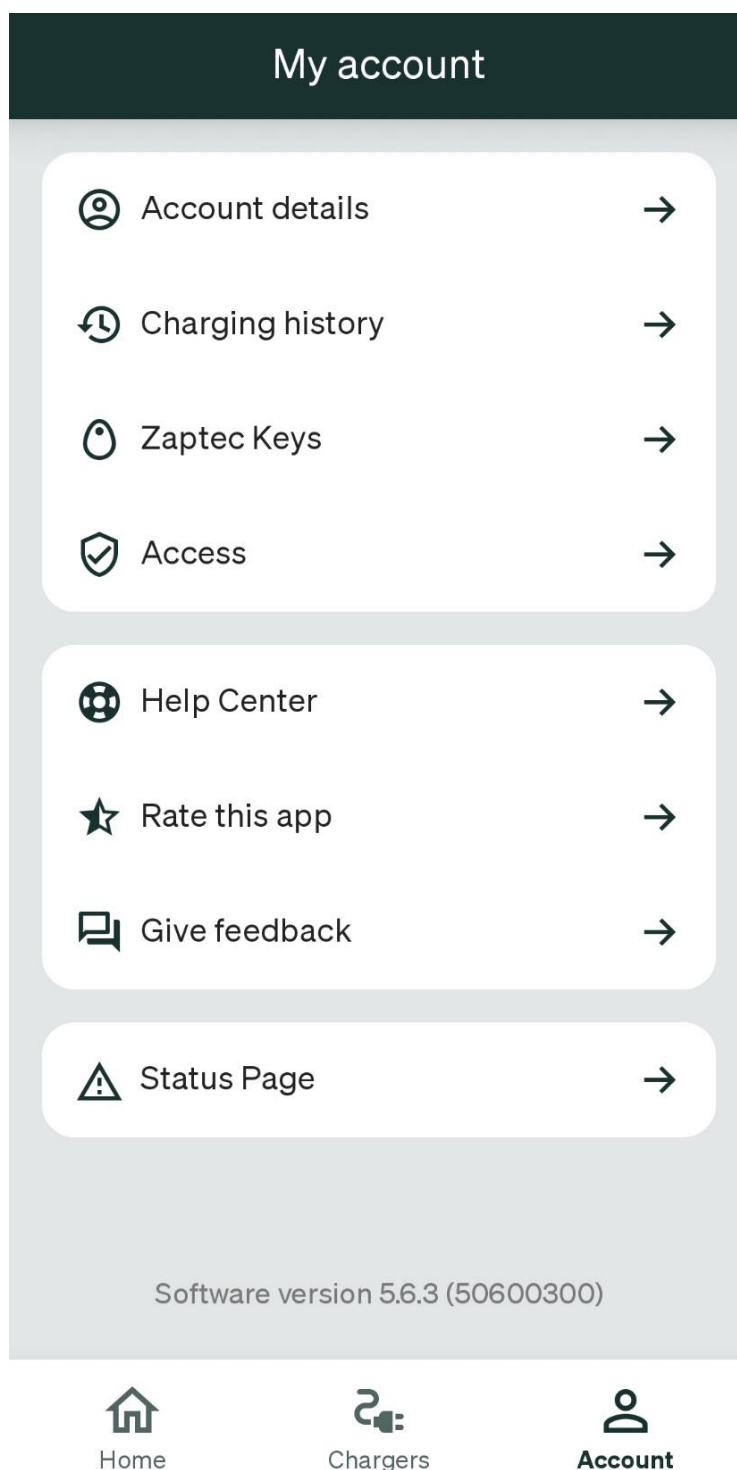 My account
Account details
Charging history
Zaptec Keys
Access
Help Center
Rate this app
Give feedback
Status Page
Software version 5.6.3 (50600300)
Home
Chargers
Account